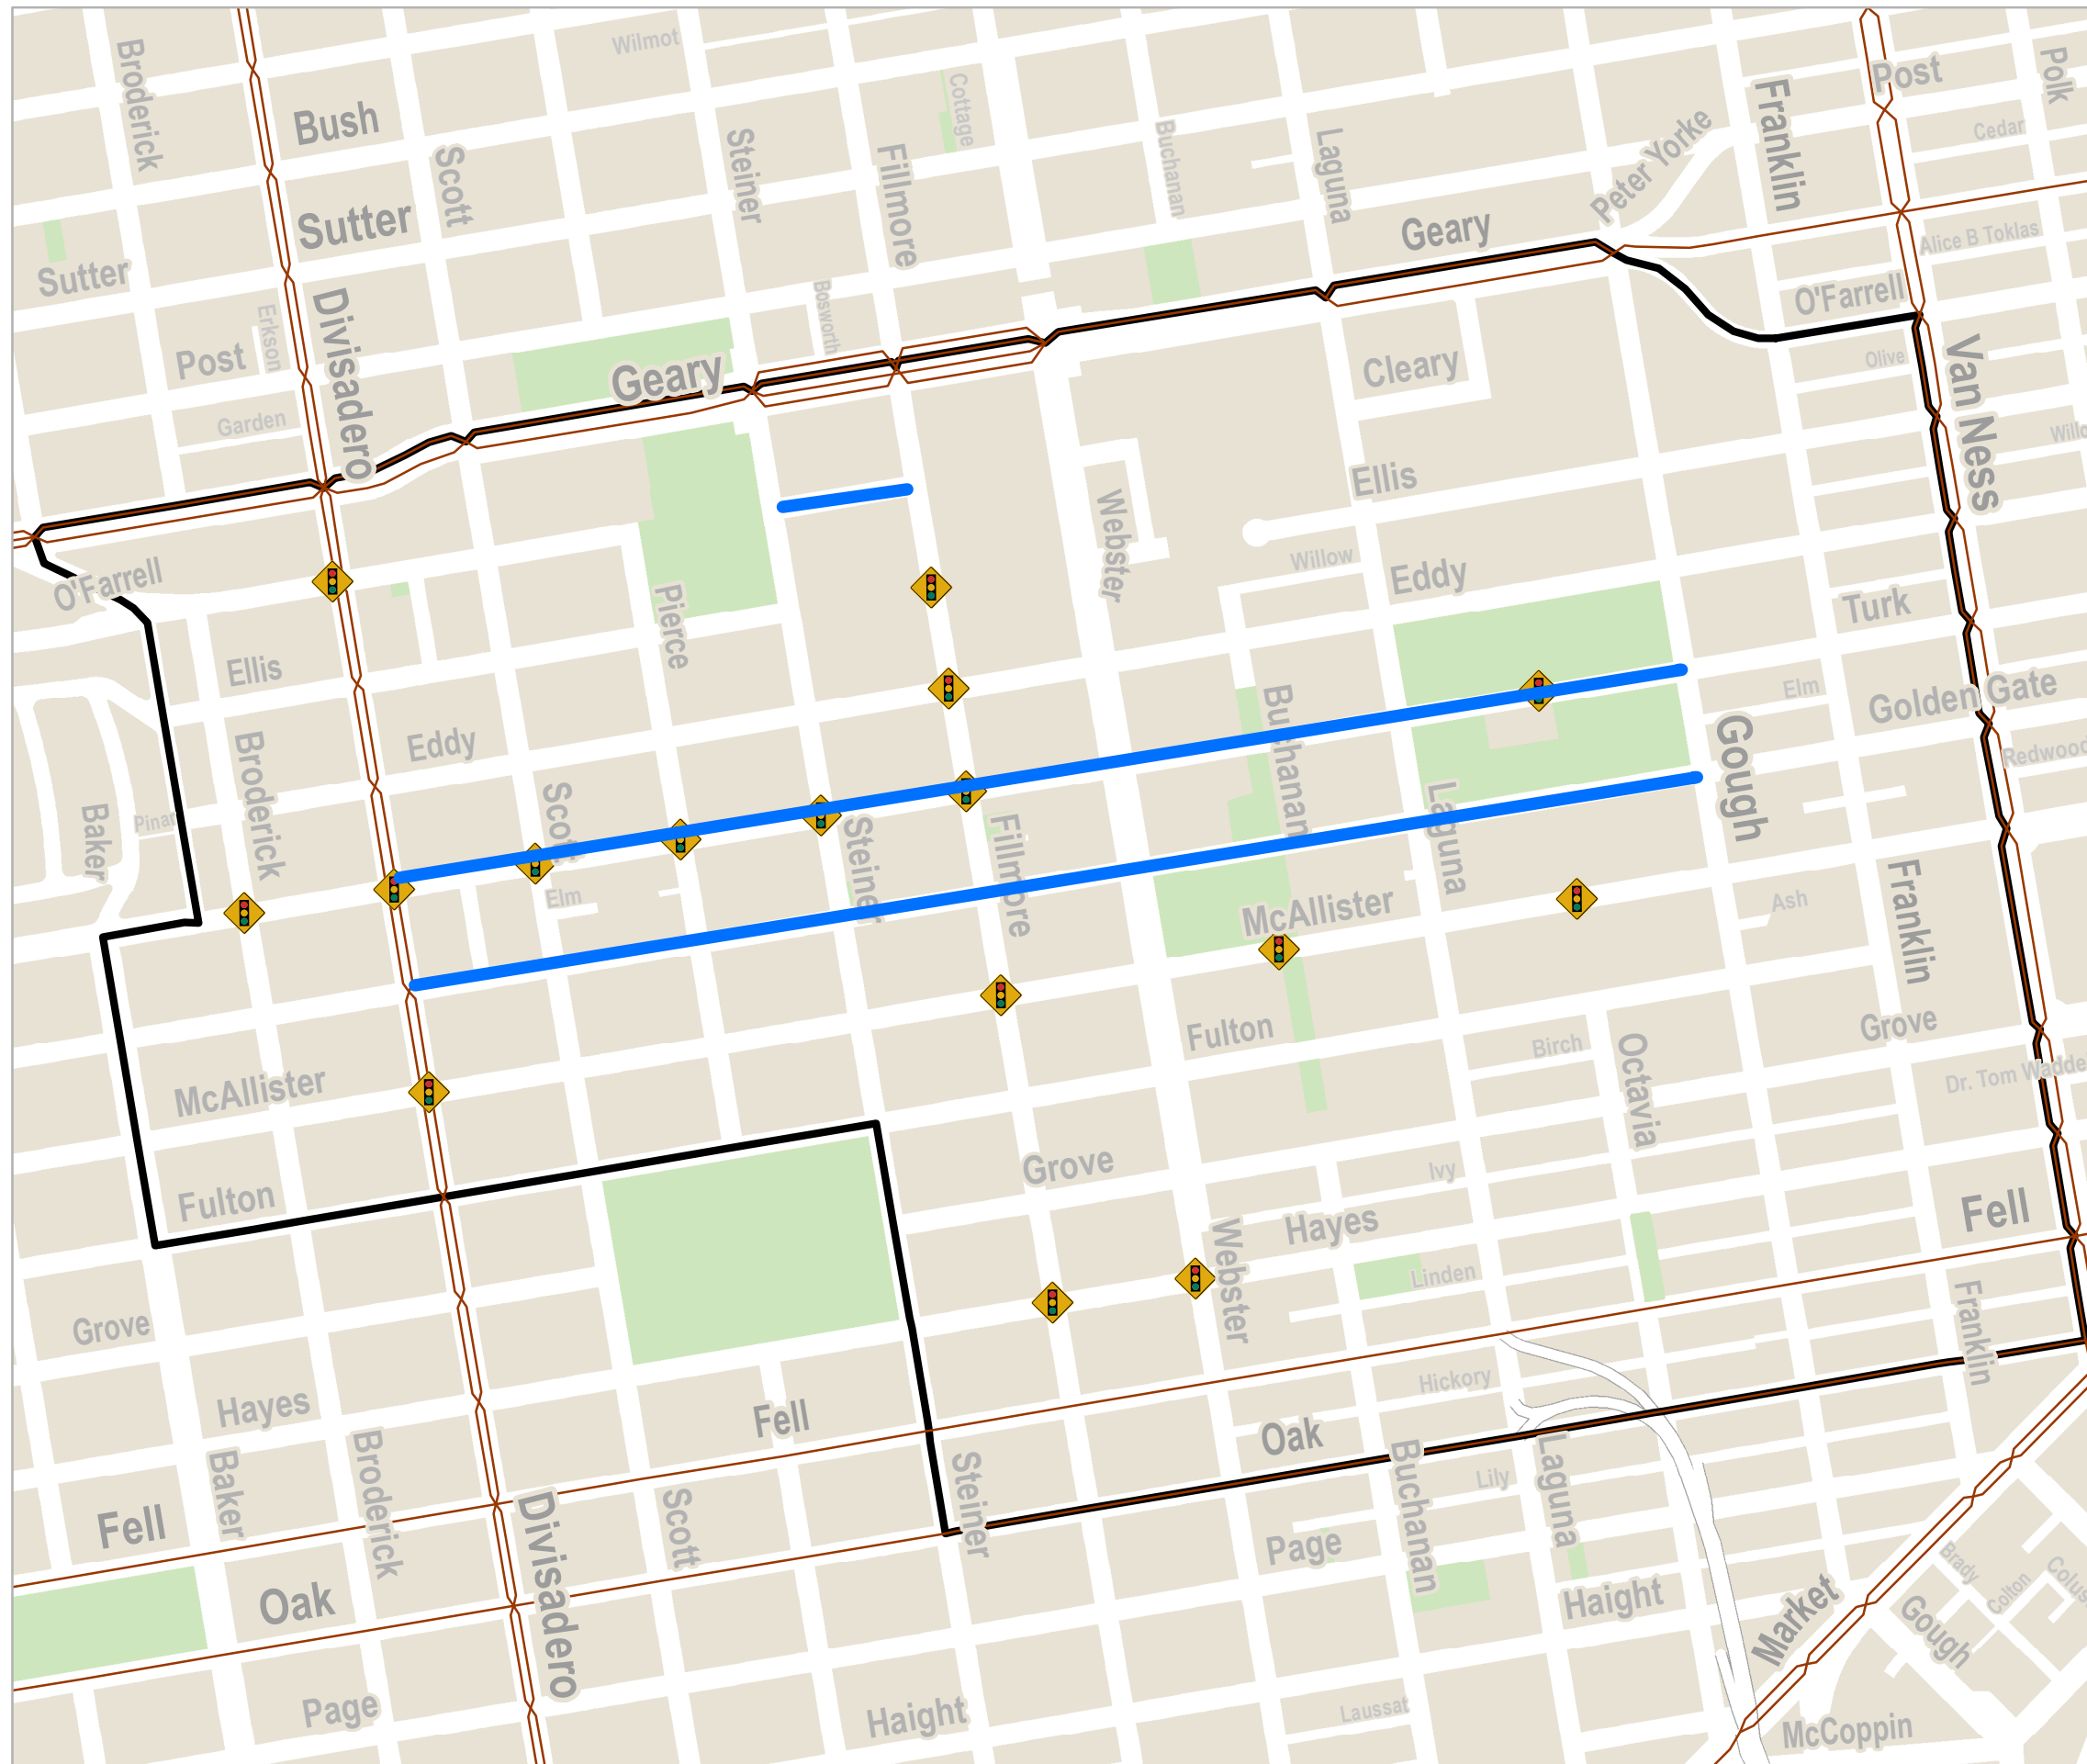 Wilmot
Broderick
Bush
Scott
Steiner
Fillmore
Cottage
Buchanan
Laguna
Peter Yorke
Franklin
Post
Polk
Cedar
Sutter
Sutter
Geary
Alice B Toklas
Erkson
Divisadero
Bosworth
O'Farrell
Post
Geary
Cleary
Olive
Van Ness
Garden
Ellis
Webster
Willow
Eddy
O'Farrell
Pierce
Turk
Ellis
Elm
Golden Gate
Buchanan
Gough
Redwood
Broderick
Eddy
Scott
Baker
Steiner
Fillmore
Laguna
Elm
McAllister
Ash
Franklin
Fulton
Grove
Birch
Octavia
McAllister
Grove
Ivy
Fulton
Hayes
Fell
Webster
Linden
Grove
Hayes
Fell
Hickory
Franklin
Oak
Baker
Broderick
Steiner
Buchanan
Laguna
Lily
Fell
Divisadero
Scott
Page
Brady
Colton
Oak
Haight
Market
Gough
Page
Haight
Laussat
McCoppin